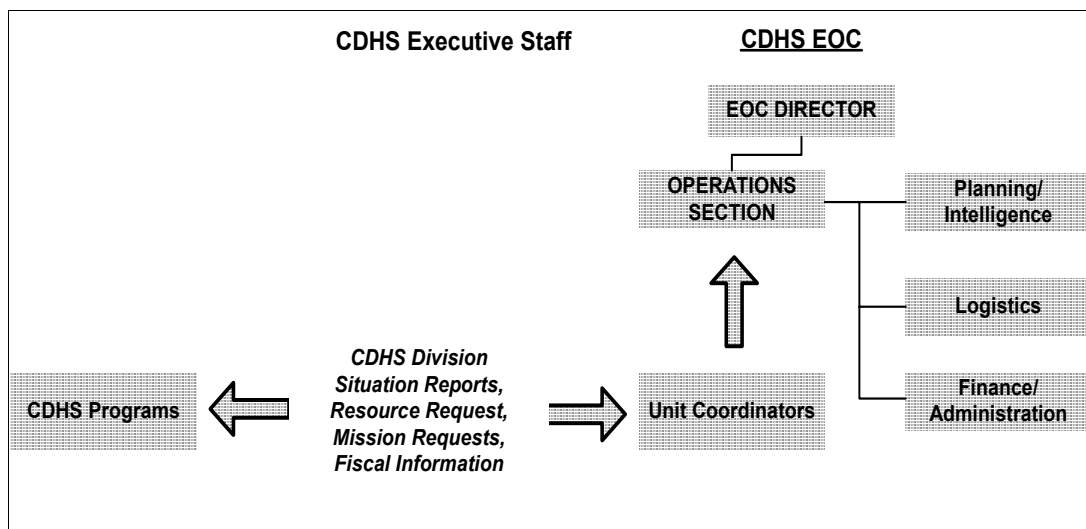 CDHS Executive Staff
CDHS EOC
EOC DIRECTOR
OPERATIONS
SECTION
Planning/
Intelligence
Logistics
CDHS Programs
CDHS Division
Situation Reports,
Resource Request,
Mission Requests,
Fiscal Information
Unit Coordinators
Finance/
Administration